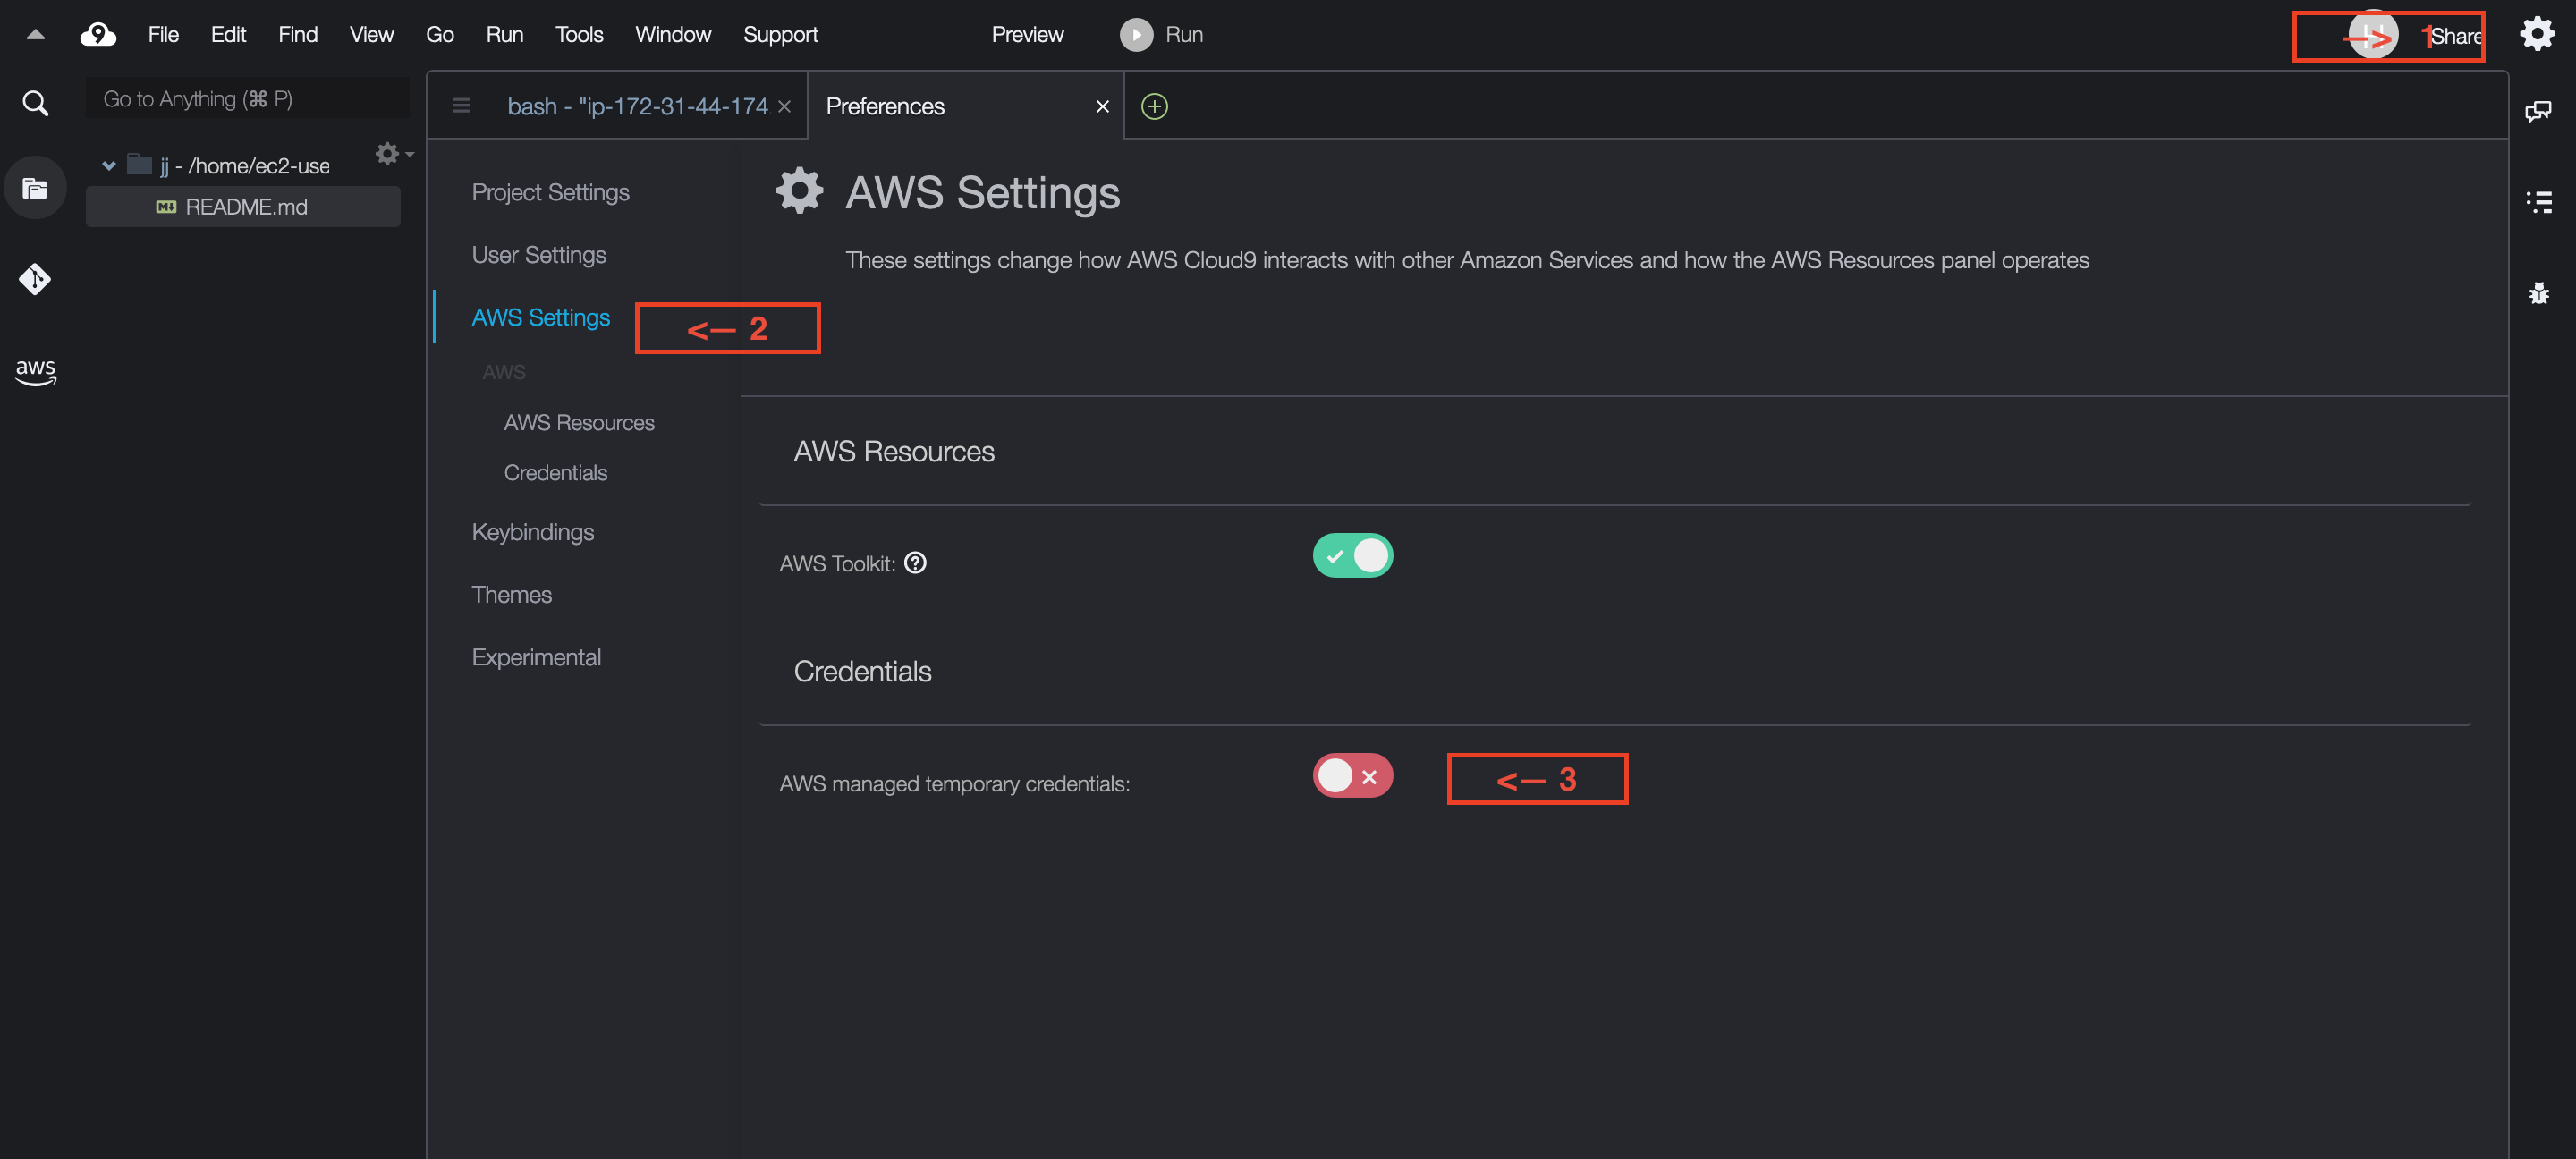 File Edit Find View Go Run Tools Window Support Preview Run —> 1 Share
Go to Anything (⌘ P)
bash - "ip-172-31-44-174. Preferences
jj - /home/ec2-use
README.md
aws
Project Settings
User Settings
AWS Settings
<— 2
AWS
AWS Resources
Credentials
Keybindings
Themes
Experimental
AWS Settings
These settings change how AWS Cloud9 interacts with other Amazon Services and how the AWS Resources panel operates
AWS Resources
AWS Toolkit: ?
Credentials
AWS managed temporary credentials:
<— 3